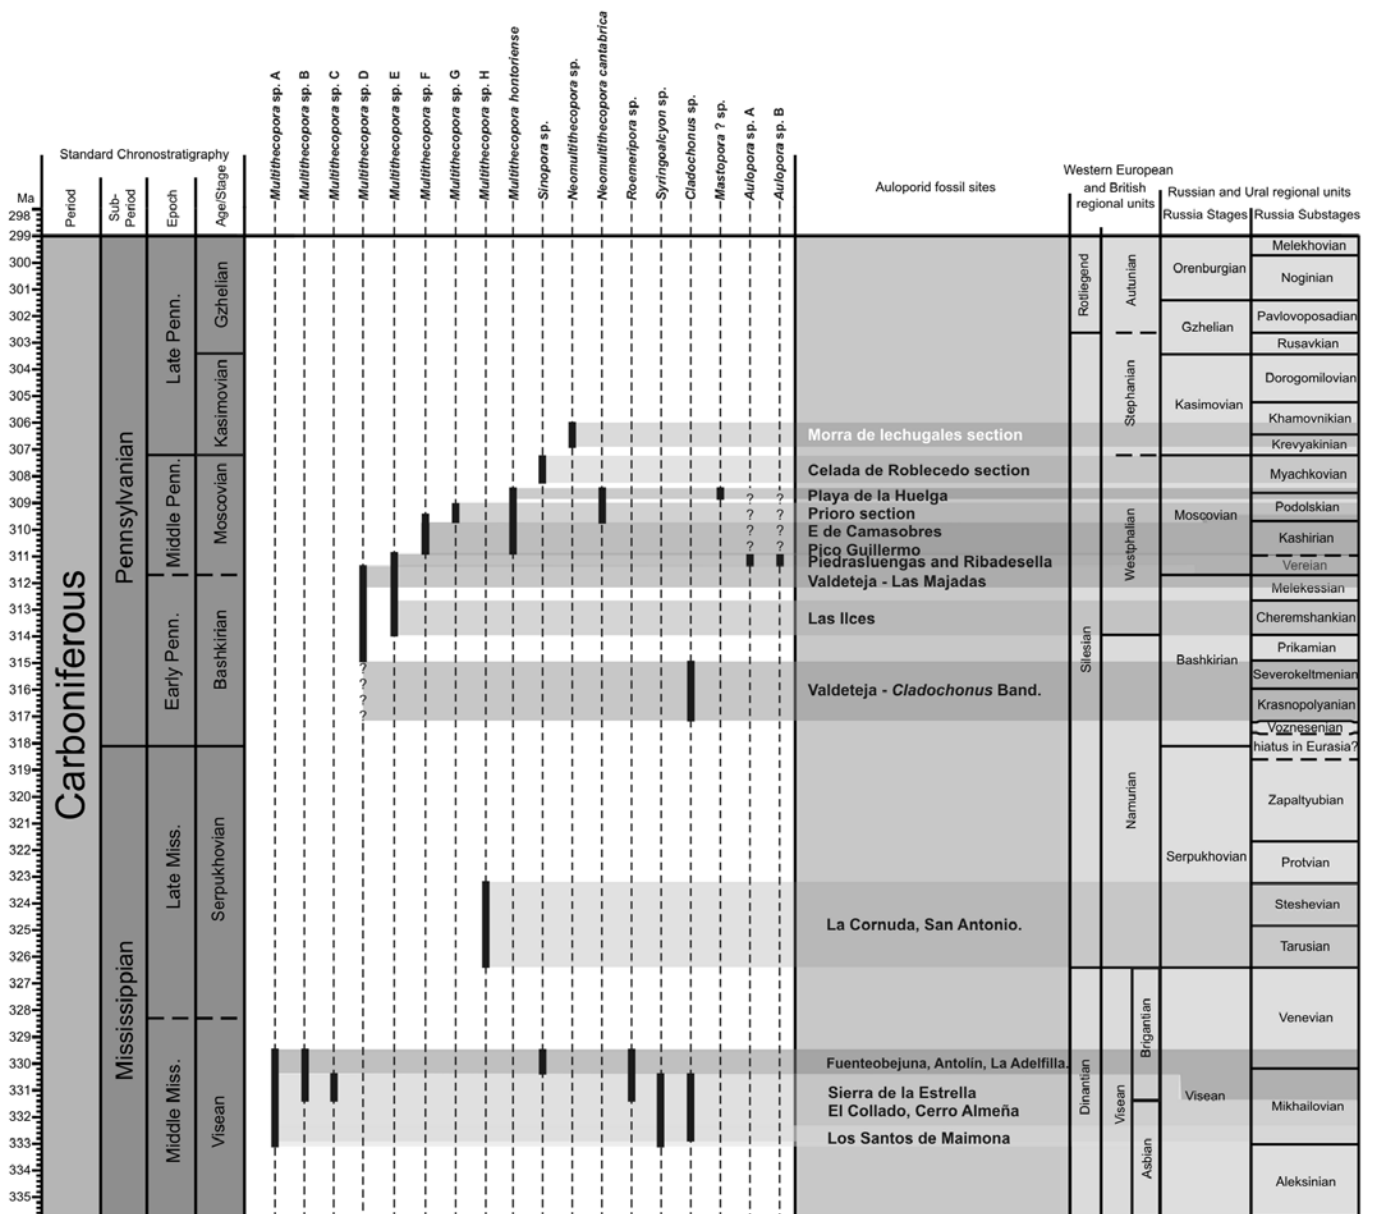 Multithecopora sp. A
Multithecopora sp. B
Multithecopora sp. C
Multithecopora sp. D
Multithecopora sp. E
Multithecopora sp. F
Multithecopora sp. G
Multithecopora sp. H
Multithecopora hontoriense
Sinopora sp.
Neomultithecopora sp.
Neomultithecopora cantabrica
Roemeripora sp.
Syringoalcyon sp.
Cladochonus sp.
Mastopora ? sp.
Aulopora sp. A
Aulopora sp. B
Standard Chronostratigraphy
Ma
Period
Sub-
Period
Epoch
Age/Stage
Auloporid fossil sites
Western European
and British
regional units
Russian and Ural regional units
Russia Stages
Russia Substages
298
299
300
301
302
303
304
305
306
307
308
309
310
311
312
313
314
315
316
317
318
319
320
321
322
323
324
325
326
327
328
329
330
331
332
333
334
335
Carboniferous
Pennsylvanian
Mississippian
Late Penn.
Middle Penn.
Early Penn.
Late Miss.
Middle Miss.
Gzhelian
Kasimovian
Moscovian
Bashkirian
Serpukhovian
Visean
?
?
?
?
? ?
? ?
? ?
? ?
Morra de lechugales section
Celada de Roblecedo section
Playa de la Huelga
Prioro section
E de Camasobres
Pico Guillermo
Piedrasluengas and Ribadesella
Valdeteja - Las Majadas
Las Ilces
Valdeteja - Cladochonus Band.
La Cornuda, San Antonio.
Fuenteobejuna, Antolín, La Adelfilla.
Sierra de la Estrella
El Collado, Cerro Almeña
Los Santos de Maimona
Rotliegend
Silesian
Dinantian
Autunian
Stephanian
Westphalian
Namurian
Visean
Brigantian
Asbian
Orenburgian
Gzhelian
Kasimovian
Moscovian
Bashkirian
Serpukhovian
Visean
Melekhovian
Noginian
Pavlovoposadian
Rusavkian
Dorogomilovian
Khamovnikian
Krevyakinian
Myachkovian
Podolskian
Kashirian
Vereian
Melekessian
Cheremshankian
Prikamian
Severokeltmenian
Krasnopolyanian
Voznesenian
hiatus in Eurasia?
Zapaltyubian
Protvian
Steshevian
Tarusian
Venevian
Mikhailovian
Aleksinian